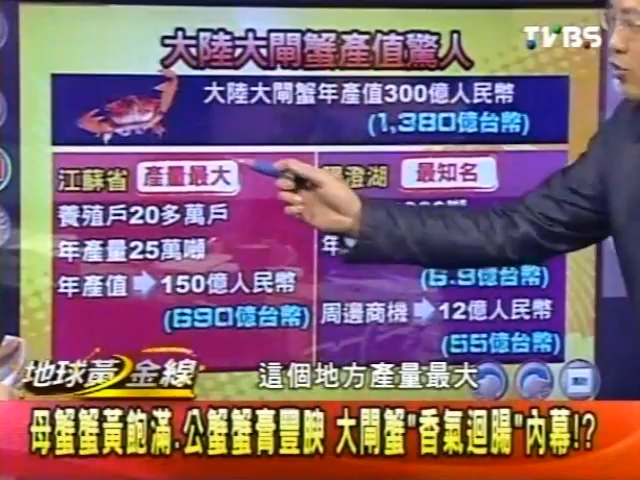 TVBS
大陸大閘蟹產值驚人
大陸大閘蟹年產值300億人民幣
(1,380億台幣)
江蘇省 產量最大
養殖戶20多萬戶
年產量25萬噸
年產值 150億人民幣
(690億台幣)
澄湖 最知名
年
(6.9億台幣)
周邊商機 12億人民幣
(55億台幣)
地球黃金線
這個地方產量最大
母蟹蟹黃飽滿.公蟹蟹膏豐腴 大閘蟹"香氣迴腸"內幕!?